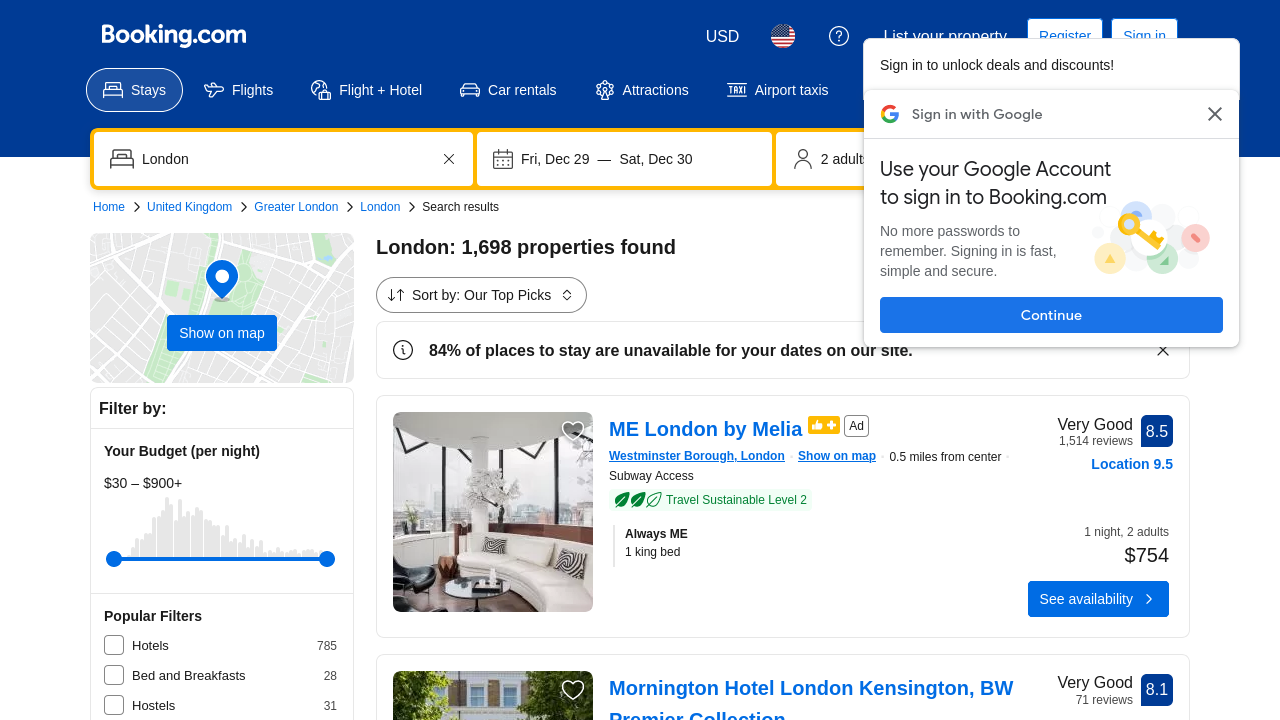 Booking.com
USD
List your property
Register
Sign in
Stays
Flights
Flight + Hotel
Car rentals
Attractions
Airport taxis
Sign in to unlock deals and discounts!
Sign in with Google
Use your Google Account
to sign in to Booking.com
No more passwords to
remember. Signing in is fast,
simple and secure.
Continue
London
Fri, Dec 29 — Sat, Dec 30
2 adults
Home
United Kingdom
Greater London
London
Search results
Show on map
London: 1,698 properties found
Sort by: Our Top Picks
84% of places to stay are unavailable for your dates on our site.
Filter by:
Your Budget (per night)
$30 – $900+
Popular Filters
Hotels 785
Bed and Breakfasts 28
Hostels 31
ME London by Melia
Ad
Westminster Borough, London · Show on map · 0.5 miles from center ·
Subway Access
Travel Sustainable Level 2
Always ME
1 king bed
Very Good
1,514 reviews
8.5
Location 9.5
1 night, 2 adults
$754
See availability
Mornington Hotel London Kensington, BW
Premier Collection
Very Good
71 reviews
8.1